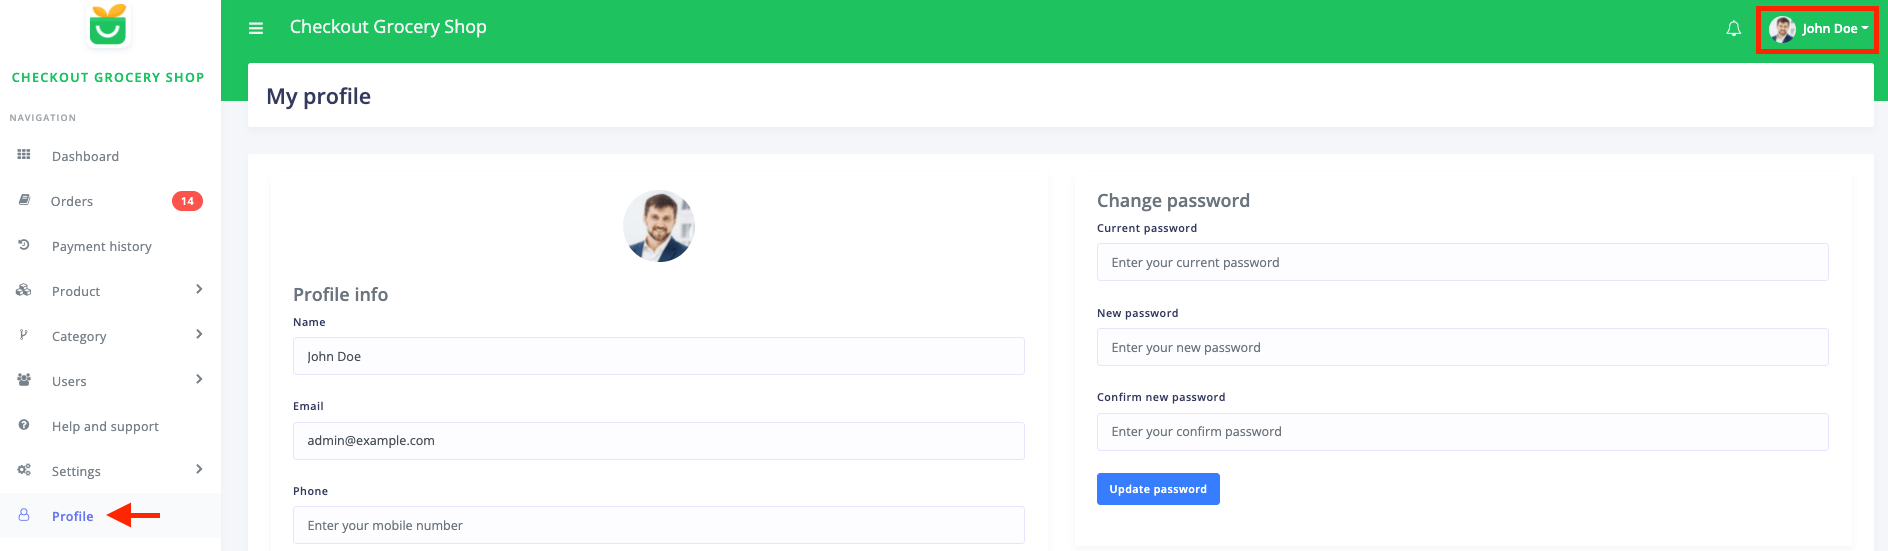 Checkout Grocery Shop
John Doe
CHECKOUT GROCERY SHOP
NAVIGATION
Dashboard
Orders
14
Payment history
Product
Category
Users
Help and support
Settings
Profile
My profile
Profile info
Name
John Doe
Email
admin@example.com
Phone
Enter your mobile number
Change password
Current password
Enter your current password
New password
Enter your new password
Confirm new password
Enter your confirm password
Update password